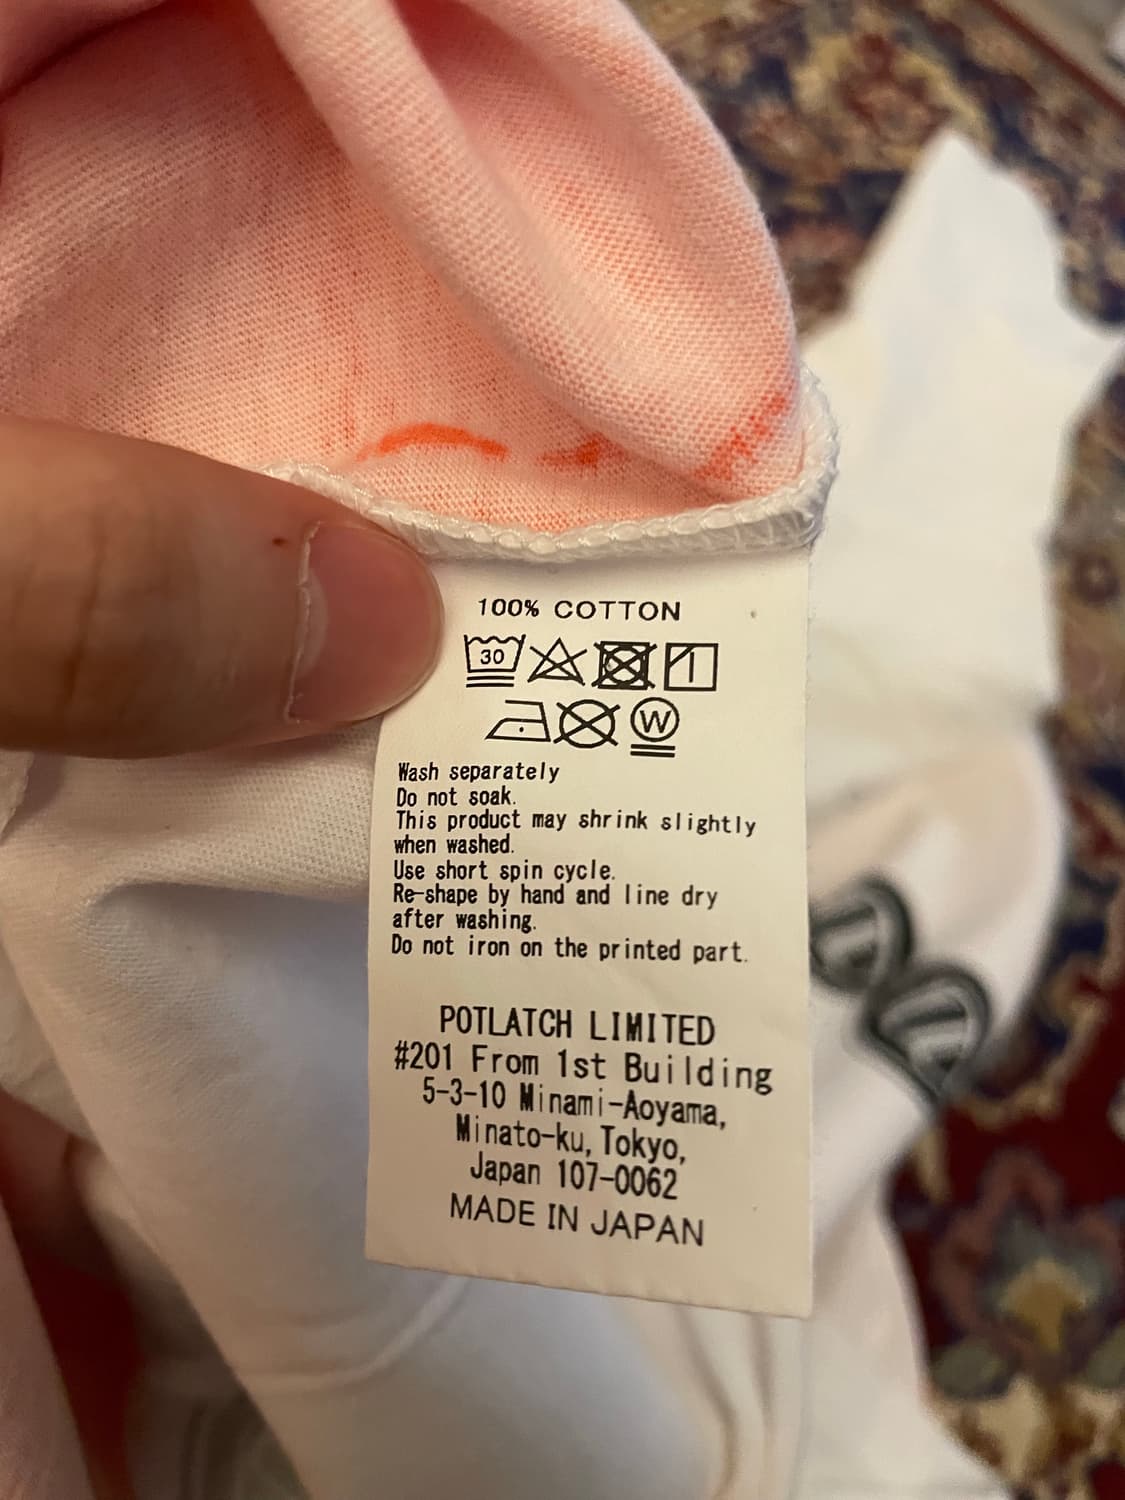 100% COTTON
30
W
Wash separately
Do not soak.
This product may shrink slightly
when washed.
Use short spin cycle.
Re-shape by hand and line dry
after washing.
Do not iron on the printed part.
POTLATCH LIMITED
#201 From 1st Building
5-3-10 Minami-Aoyama,
Minato-ku, Tokyo,
Japan 107-0062
MADE IN JAPAN